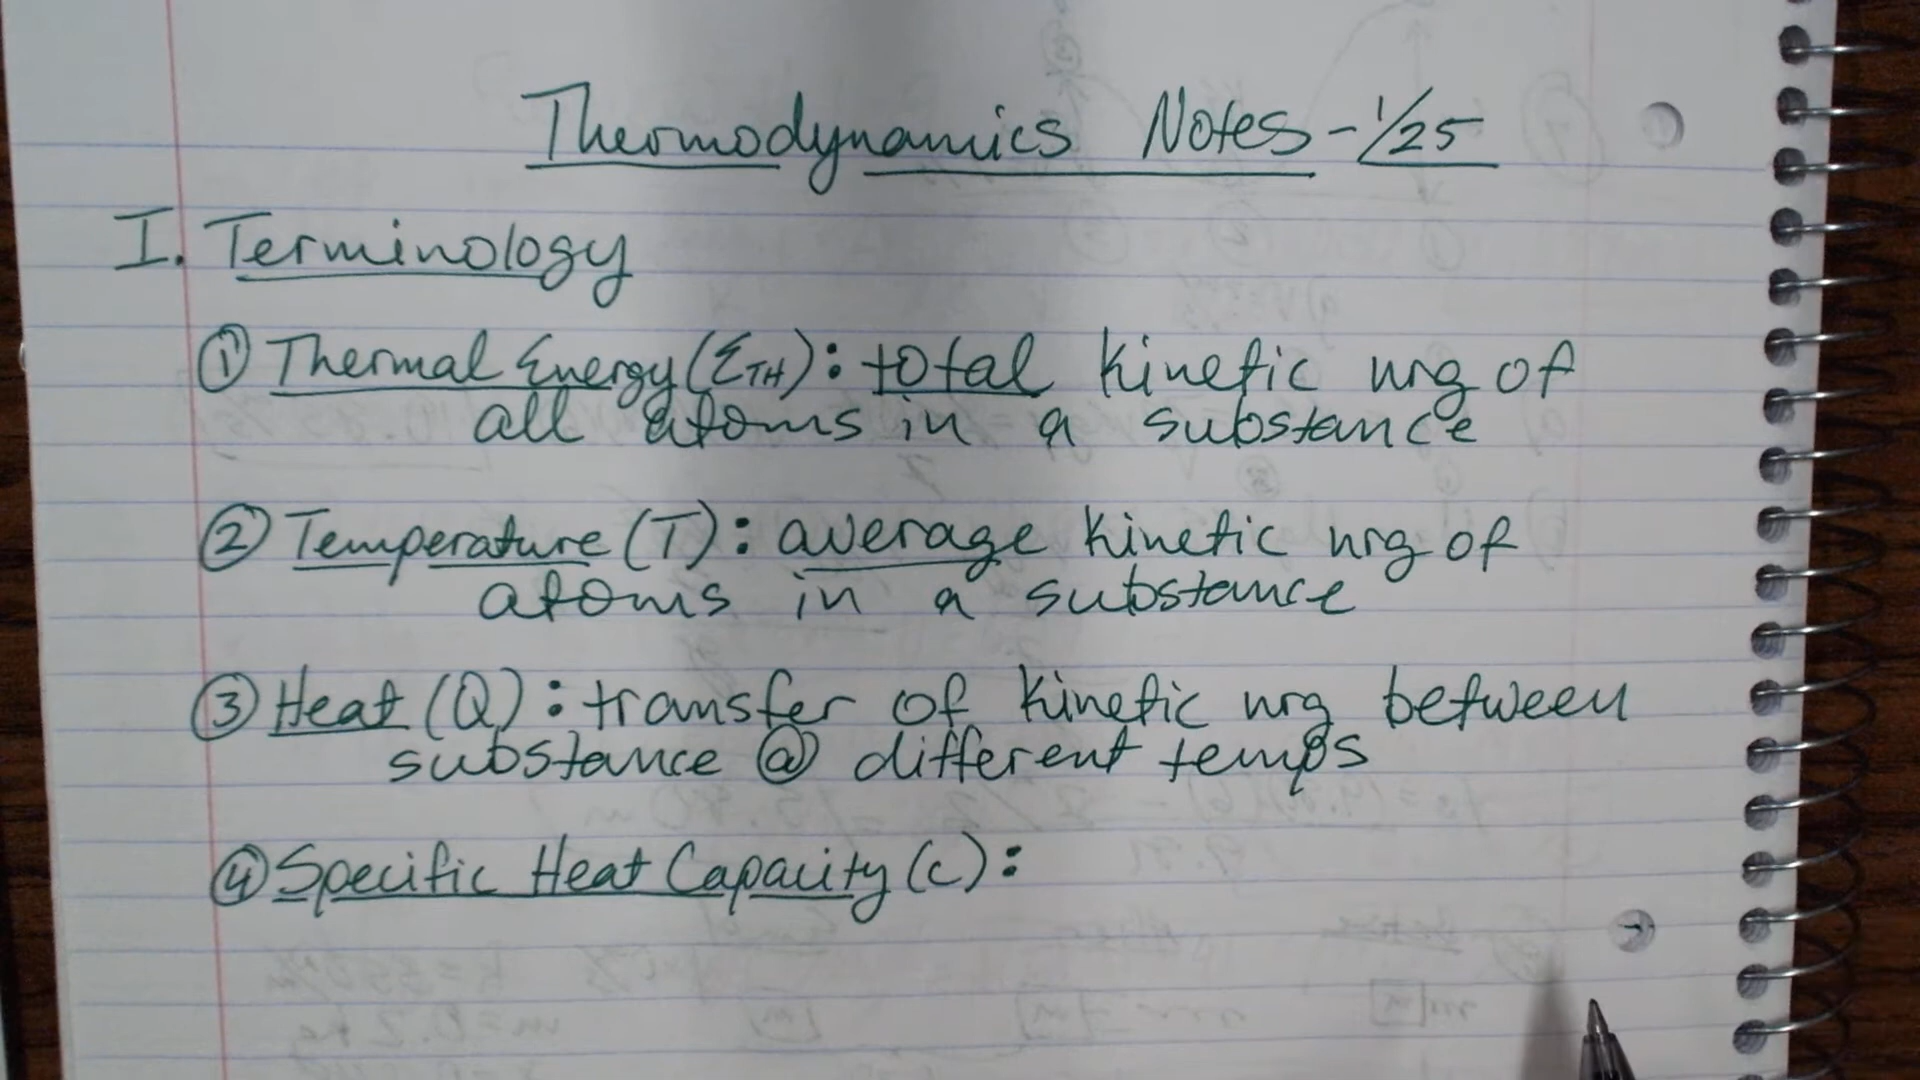 Thermodynamics Notes - 1/25
I. Terminology
① Thermal Energy (E_TH): total kinetic nrg of
all atoms in a substance
② Temperature (T): average kinetic nrg of
atoms in a substance
③ Heat (Q): transfer of kinetic nrg between
substance @ different temps
④ Specific Heat Capacity (c):